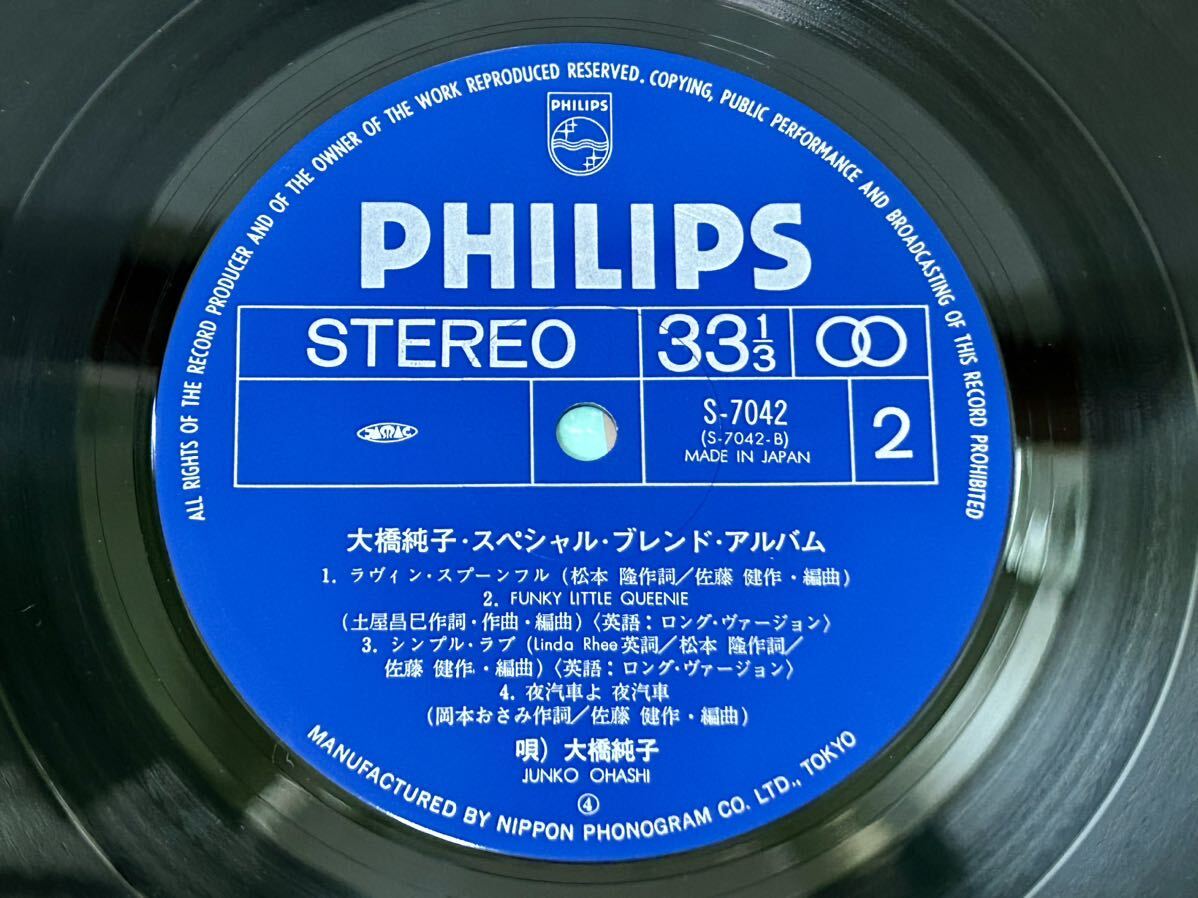 ALL RIGHTS OF THE RECORD PRODUCER AND OF THE OWNER OF THE WORK REPRODUCED RESERVED. COPYING, PUBLIC PERFORMANCE AND BROADCASTING OF THIS RECORD PROHIBITED
PHILIPS
PHILIPS
STEREO 33 1/3
JASRAC
S-7042
(S-7042-B)
MADE IN JAPAN
2
大橋純子・スペシャル・ブレンド・アルバム
1. ラヴィン・スプーンフル (松本 隆作詞／佐藤 健作・編曲)
2. FUNKY LITTLE QUEENIE
(土屋昌巳作詞・作曲・編曲)〈英語：ロング・ヴァージョン〉
3. シンプル・ラブ (Linda Rhee英詞／松本 隆作詞／
佐藤 健作・編曲)〈英語：ロング・ヴァージョン〉
4. 夜汽車よ 夜汽車
(岡本おさみ作詞／佐藤 健作・編曲)
唄）大橋純子
JUNKO OHASHI
④
MANUFACTURED BY NIPPON PHONOGRAM CO. LTD., TOKYO